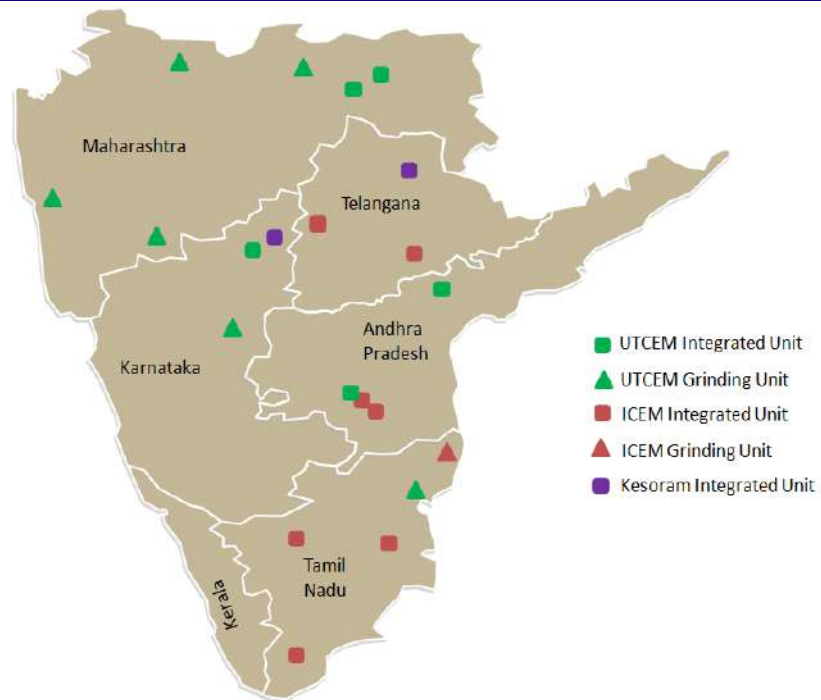 Maharashtra
Telangana
Andhra
Pradesh
Karnataka
Tamil
Nadu
Kerala
UTCEM Integrated Unit
UTCEM Grinding Unit
ICEM Integrated Unit
ICEM Grinding Unit
Kesoram Integrated Unit